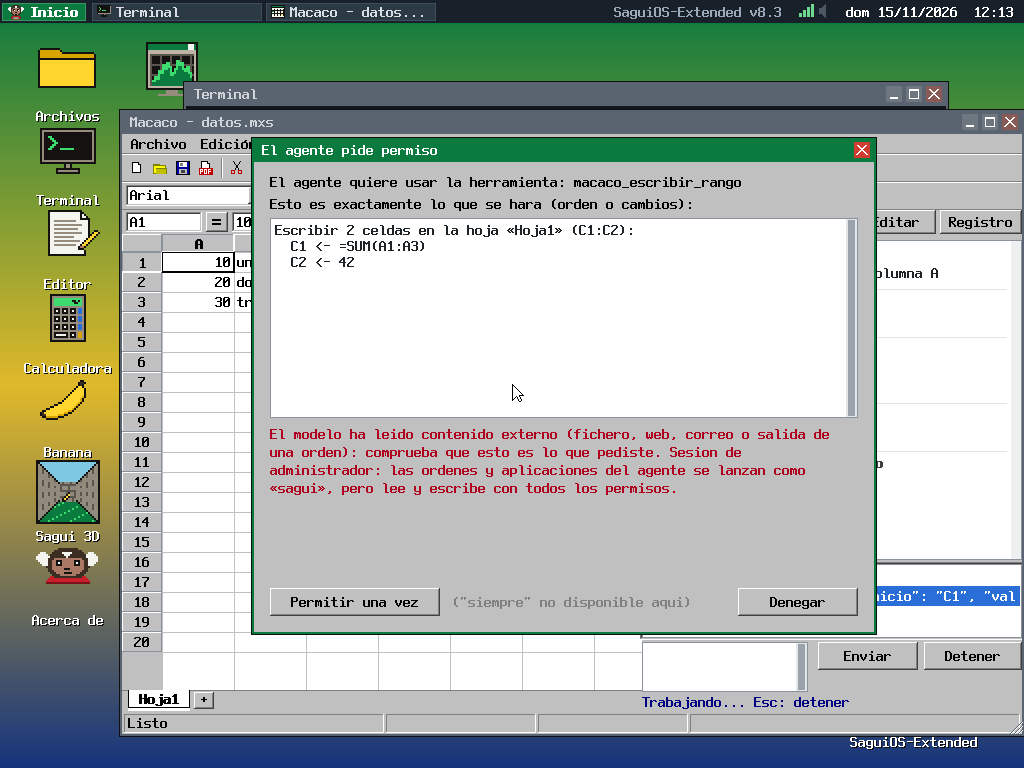 Inicio
Terminal
Macaco - datos...
SaguiOS-Extended v8.3
dom 15/11/2026
12:13
Archivos
Terminal
Editor
Calculadora
Banana
Sagui 3D
Acerca de
Terminal
Macaco - datos.mxs
Archivo
Edición
PDF
Arial
A1
=
10
Editar
Registro
A
1
10
un
2
20
do
3
30
tr
4
5
6
7
8
9
10
11
12
13
14
15
16
17
18
19
20
El agente pide permiso
El agente quiere usar la herramienta: macaco_escribir_rango
Esto es exactamente lo que se hara (orden o cambios):
Escribir 2 celdas en la hoja «Hoja1» (C1:C2):
C1 <- =SUM(A1:A3)
C2 <- 42
El modelo ha leido contenido externo (fichero, web, correo o salida de
una orden): comprueba que esto es lo que pediste. Sesion de
administrador: las ordenes y aplicaciones del agente se lanzan como
«sagui», pero lee y escribe con todos los permisos.
Permitir una vez
("siempre" no disponible aqui)
Denegar
olumna A
o
nicio": "C1", "val
Enviar
Detener
Trabajando... Esc: detener
Hoja1
+
Listo
SaguiOS-Extended